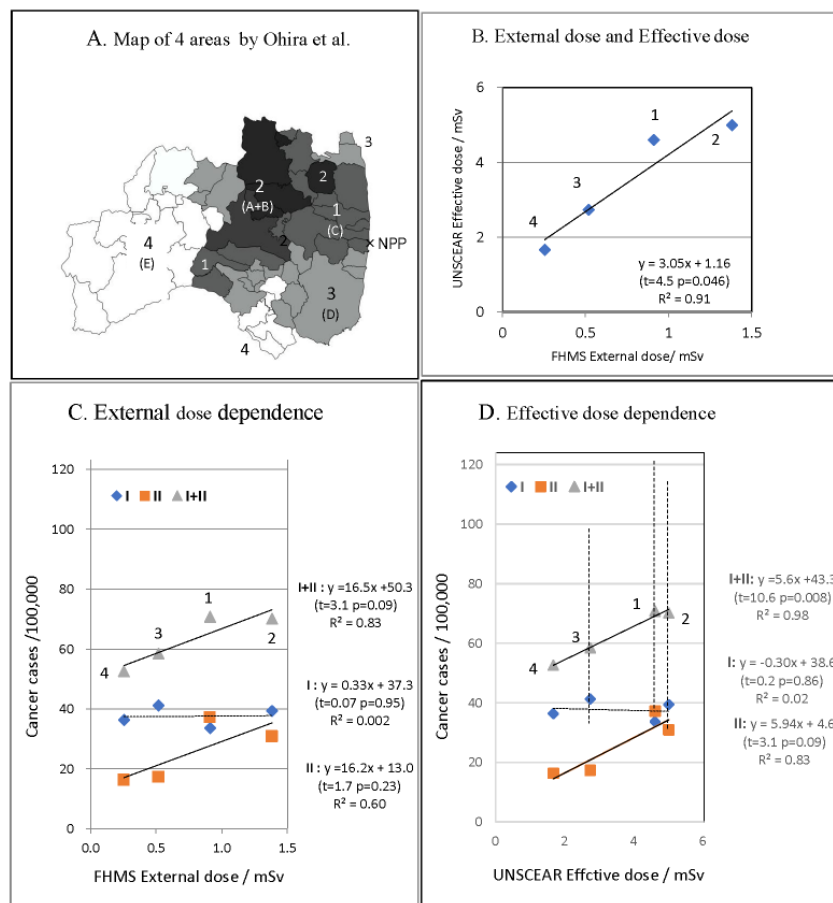 A. Map of 4 areas by Ohira et al.
3
2
2
(A+B)
1
(C)
4
(E)
2
× NPP
1
3
(D)
4
B. External dose and Effective dose
UNSCEAR Effective dose / mSv
6
4
2
0
1
2
3
4
y = 3.05x + 1.16
(t=4.5 p=0.046)
R² = 0.91
0 0.5 1 1.5
FHMS External dose/ mSv
C. External dose dependence
Cancer cases /100,000
120
100
80
60
40
20
0
I II I+II
1
2
3
4
I+II : y =16.5x +50.3
(t=3.1 p=0.09)
R² = 0.83
I : y = 0.33x + 37.3
(t=0.07 p=0.95)
R² = 0.002
II : y =16.2x + 13.0
(t=1.7 p=0.23)
R² = 0.60
0.0 0.5 1.0 1.5
FHMS External dose / mSv
D. Effective dose dependence
Cancer cases / 100,000
120
100
80
60
40
20
0
I II I+II
1
2
3
4
I+II: y =5.6x +43.3
(t=10.6 p=0.008)
R² = 0.98
I: y = -0.30x + 38.6
(t=0.2 p=0.86)
R² = 0.02
II: y = 5.94x + 4.6
(t=3.1 p=0.09)
R² = 0.83
0 2 4 6
UNSCEAR Effctive dose / mSv